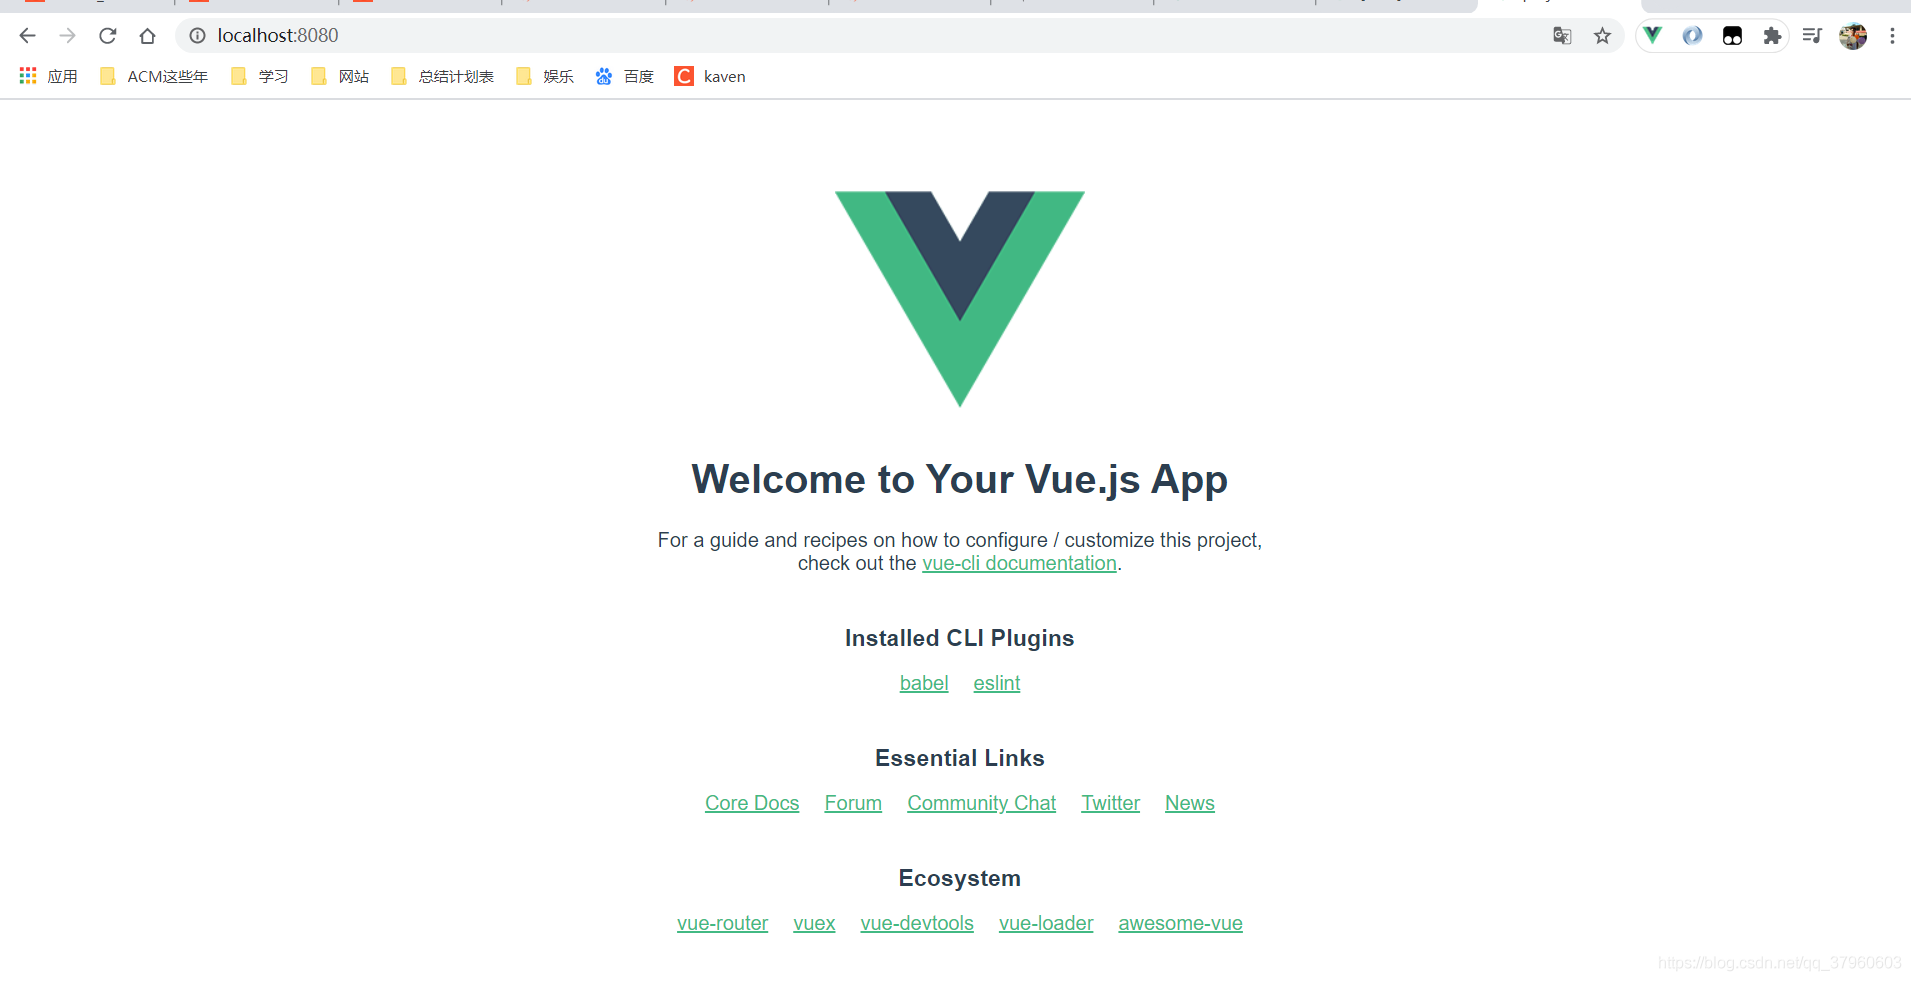 localhost:8080
应用 ACM这些年 学习 网站 总结计划表 娱乐 百度 kaven
Welcome to Your Vue.js App
For a guide and recipes on how to configure / customize this project,
check out the vue-cli documentation.
Installed CLI Plugins
babel eslint
Essential Links
Core Docs Forum Community Chat Twitter News
Ecosystem
vue-router vuex vue-devtools vue-loader awesome-vue
https://blog.csdn.net/qq_37960603